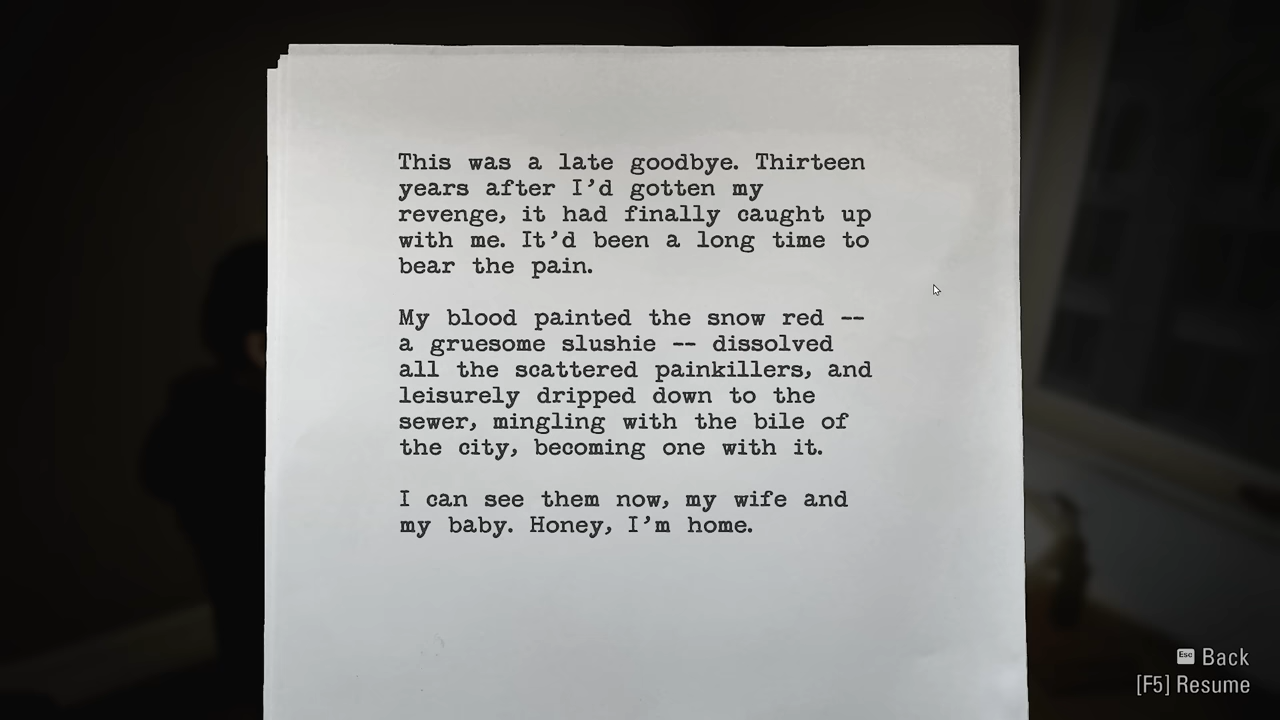 This was a late goodbye. Thirteen
years after I’d gotten my
revenge, it had finally caught up
with me. It’d been a long time to
bear the pain.
My blood painted the snow red --
a gruesome slushie -- dissolved
all the scattered painkillers, and
leisurely dripped down to the
sewer, mingling with the bile of
the city, becoming one with it.
I can see them now, my wife and
my baby. Honey, I’m home.
Esc Back
[F5] Resume